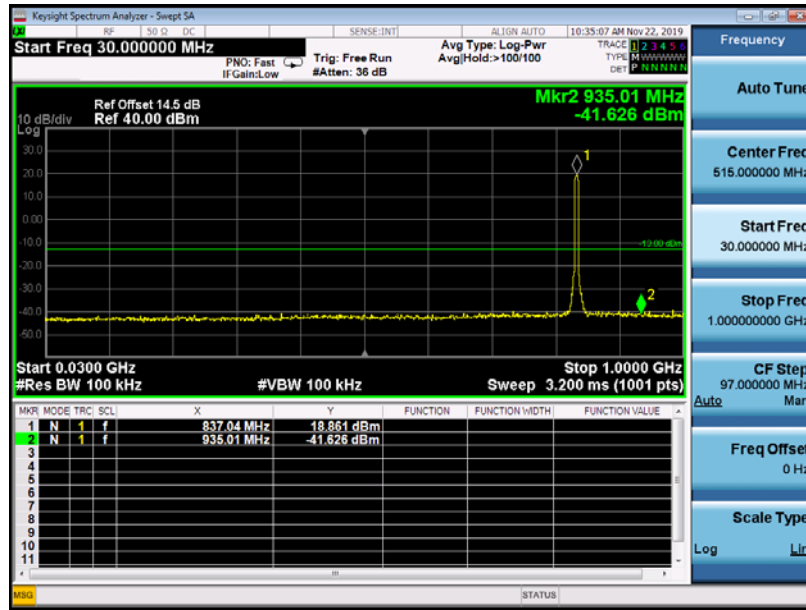 Keysight Spectrum Analyzer - Swept SA
RF 50 Ω DC SENSE:INT ALIGN AUTO 10:35:07 AM Nov 22, 2019
Start Freq 30.000000 MHz
PNO: Fast
IFGain:Low
Trig: Free Run
#Atten: 36 dB
Avg Type: Log-Pwr
Avg|Hold:>100/100
TRACE 1 2 3 4 5 6
TYPE M WWWWW
DET P N N N N N
Frequency
Auto Tune
Center Freq
515.000000 MHz
Start Freq
30.000000 MHz
Stop Freq
1.000000000 GHz
CF Step
97.000000 MHz
Auto Man
Freq Offset
0 Hz
Scale Type
Log Lin
Mkr2 935.01 MHz
-41.626 dBm
Ref Offset 14.5 dB
10 dB/div Ref 40.00 dBm
Log
30.0
20.0
10.0
0.00
-10.0
-20.0
-30.0
-40.0
-50.0
1
-13.00 dBm
2
Start 0.0300 GHz Stop 1.0000 GHz
#Res BW 100 kHz #VBW 100 kHz Sweep 3.200 ms (1001 pts)
MKR MODE TRC SCL X Y FUNCTION FUNCTION WIDTH FUNCTION VALUE
1 N 1 f 837.04 MHz 18.861 dBm
2 N 1 f 935.01 MHz -41.626 dBm
3
4
5
6
7
8
9
10
11
MSG STATUS